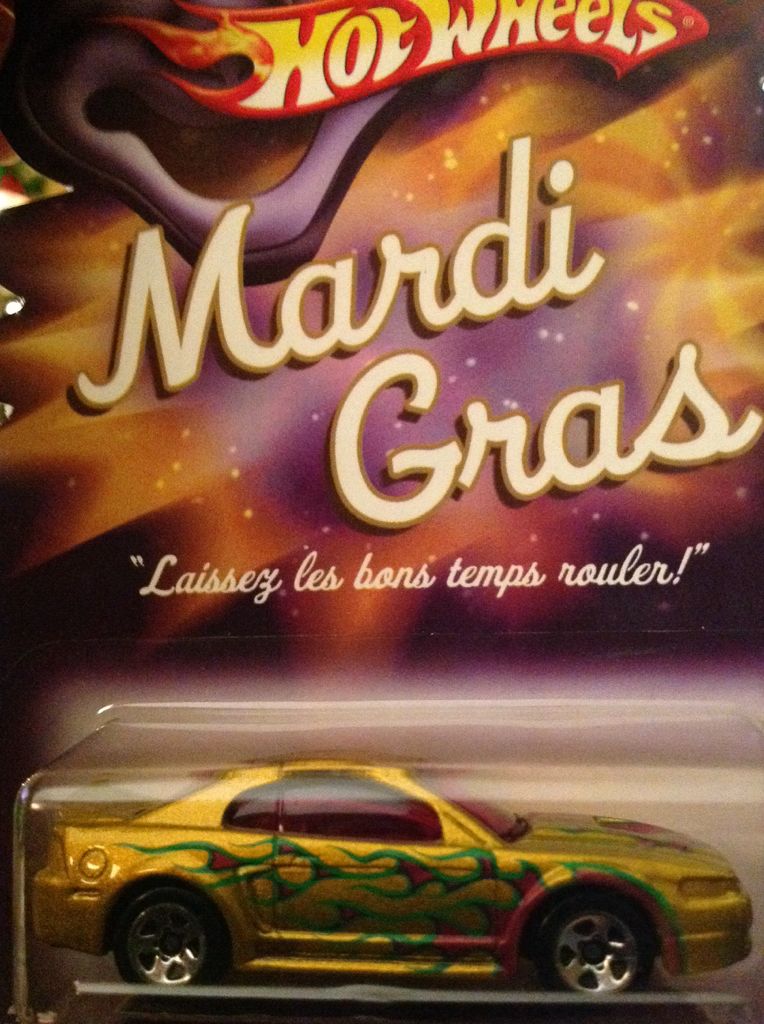 Hot Wheels®
Mardi
Gras
"Laissez les bons temps rouler!"